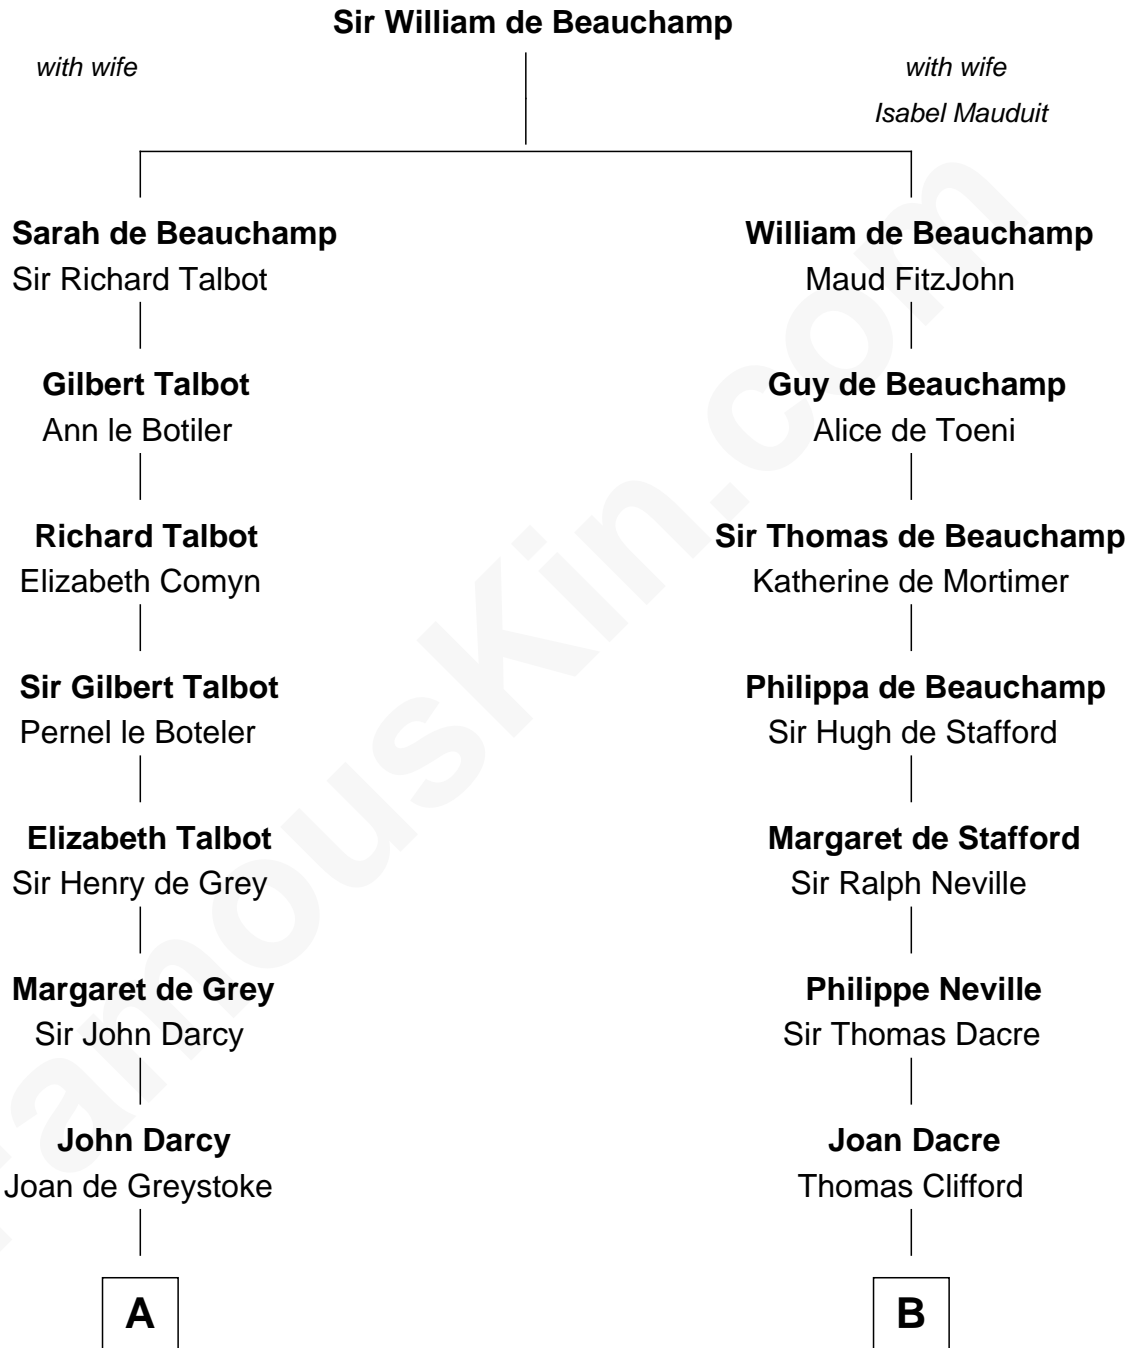 Sir William de Beauchamp
with wife
with wife
Isabel Mauduit
Sarah de Beauchamp
Sir Richard Talbot
William de Beauchamp
Maud FitzJohn
Gilbert Talbot
Ann le Botiler
Guy de Beauchamp
Alice de Toeni
Richard Talbot
Elizabeth Comyn
Sir Thomas de Beauchamp
Katherine de Mortimer
Sir Gilbert Talbot
Pernel le Boteler
Philippa de Beauchamp
Sir Hugh de Stafford
Elizabeth Talbot
Sir Henry de Grey
Margaret de Stafford
Sir Ralph Neville
Margaret de Grey
Sir John Darcy
Philippe Neville
Sir Thomas Dacre
John Darcy
Joan de Greystoke
Joan Dacre
Thomas Clifford
A
B
FamousKin.com